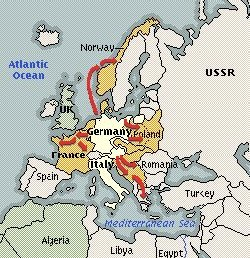 Norway
Atlantic
Ocean
USSR
UK
Germany
Poland
France
Italy
Romania
Spain
Turkey
Mediterranean Sea
Algeria
Libya
Egypt